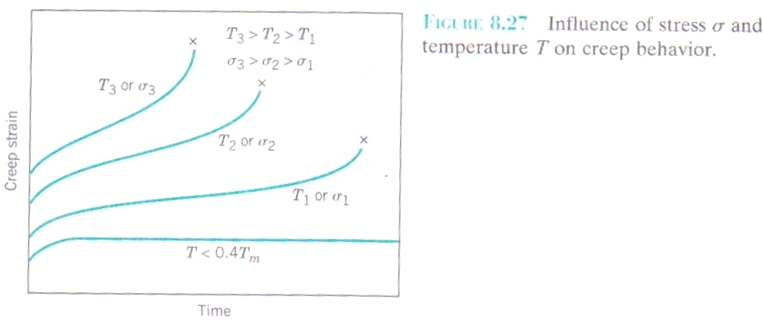 FIGURE 8.27 Influence of stress σ and
temperature T on creep behavior.
T₃ > T₂ > T₁
σ₃ > σ₂ > σ₁
T₃ or σ₃
T₂ or σ₂
T₁ or σ₁
T < 0.4Tₘ
Creep strain
Time